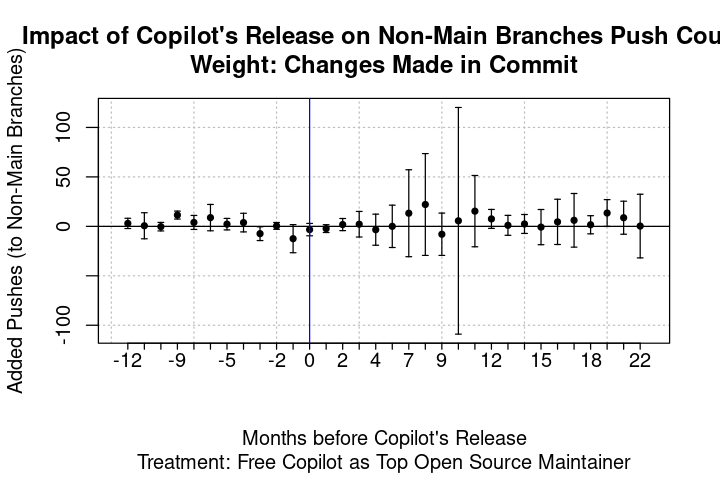 Impact of Copilot's Release on Non-Main Branches Push Cou
Weight: Changes Made in Commit
Added Pushes (to Non-Main Branches)
100
50
0
-100
-12 -9 -5 -2 0 2 4 7 9 12 15 18 22
Months before Copilot's Release
Treatment: Free Copilot as Top Open Source Maintainer